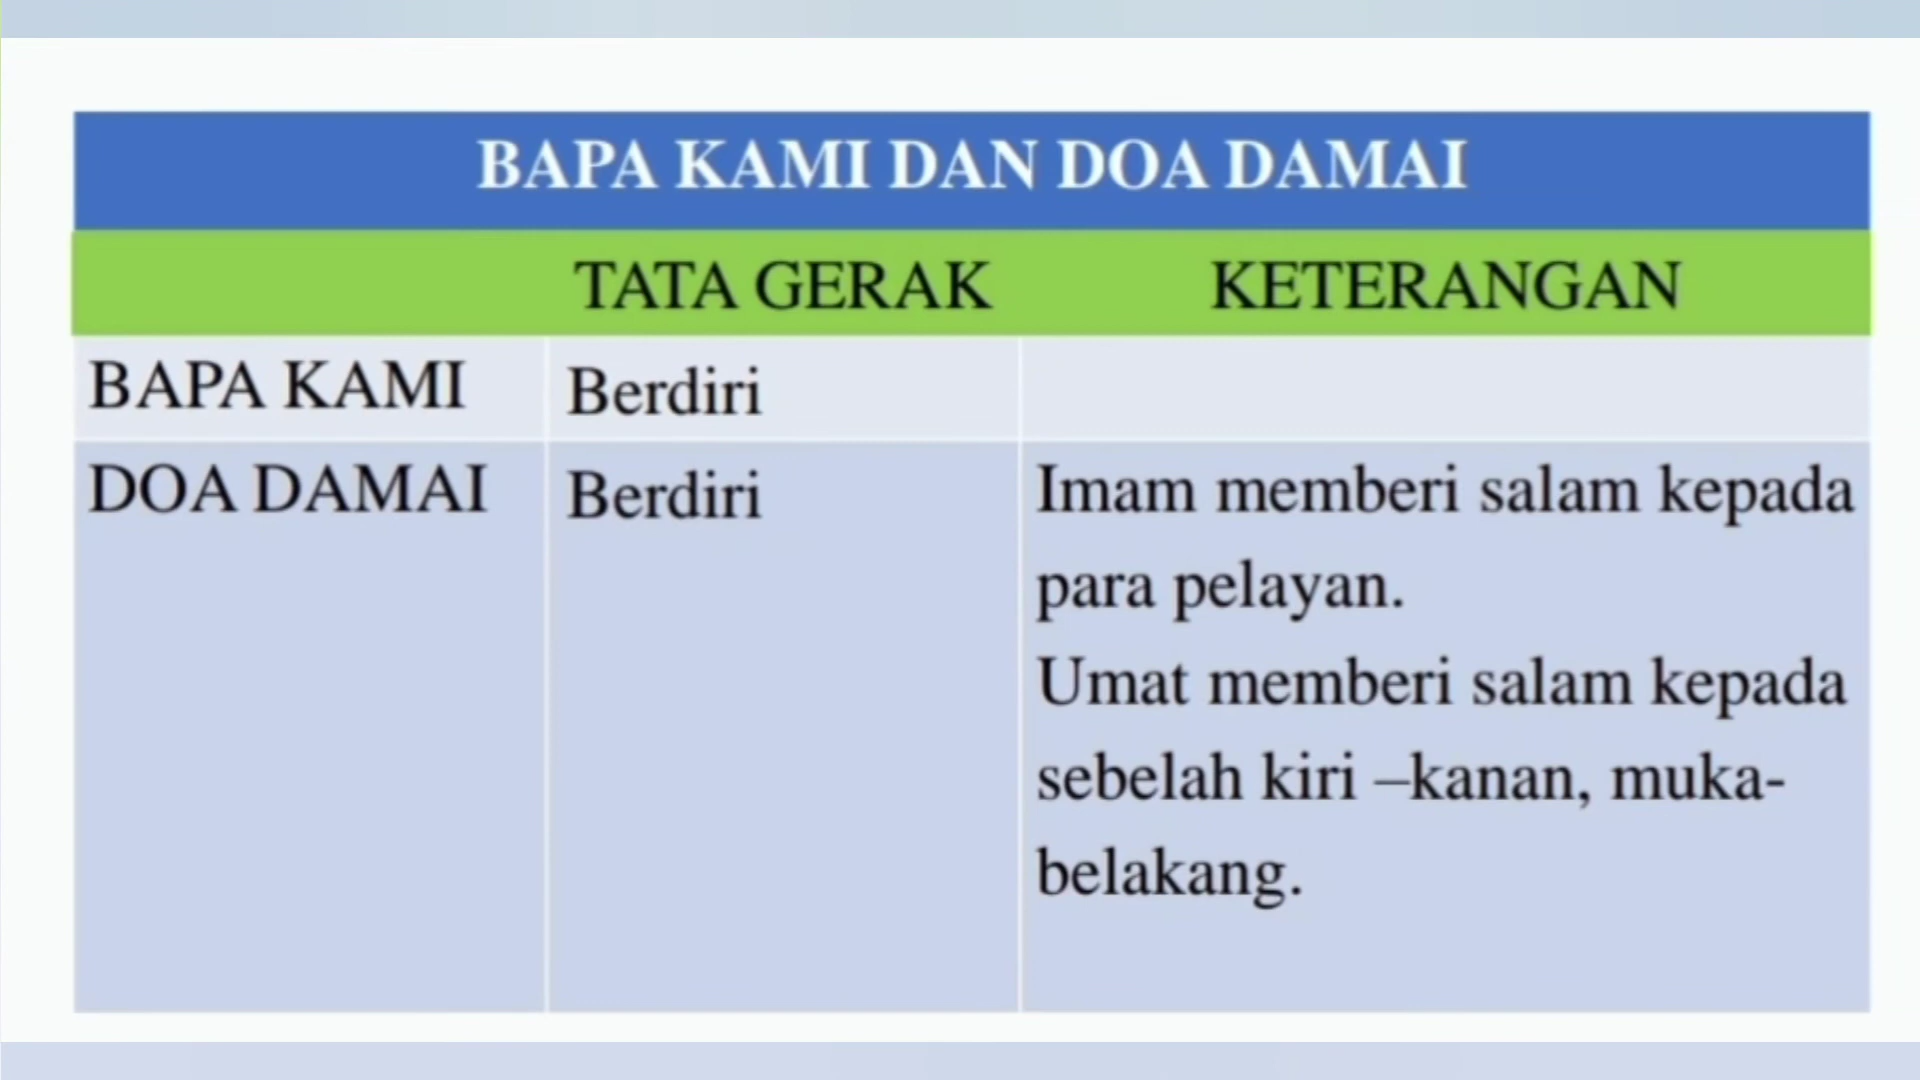 BAPA KAMI DAN DOA DAMAI
TATA GERAK KETERANGAN
BAPA KAMI Berdiri
DOA DAMAI Berdiri Imam memberi salam kepada
para pelayan.
Umat memberi salam kepada
sebelah kiri –kanan, muka-
belakang.